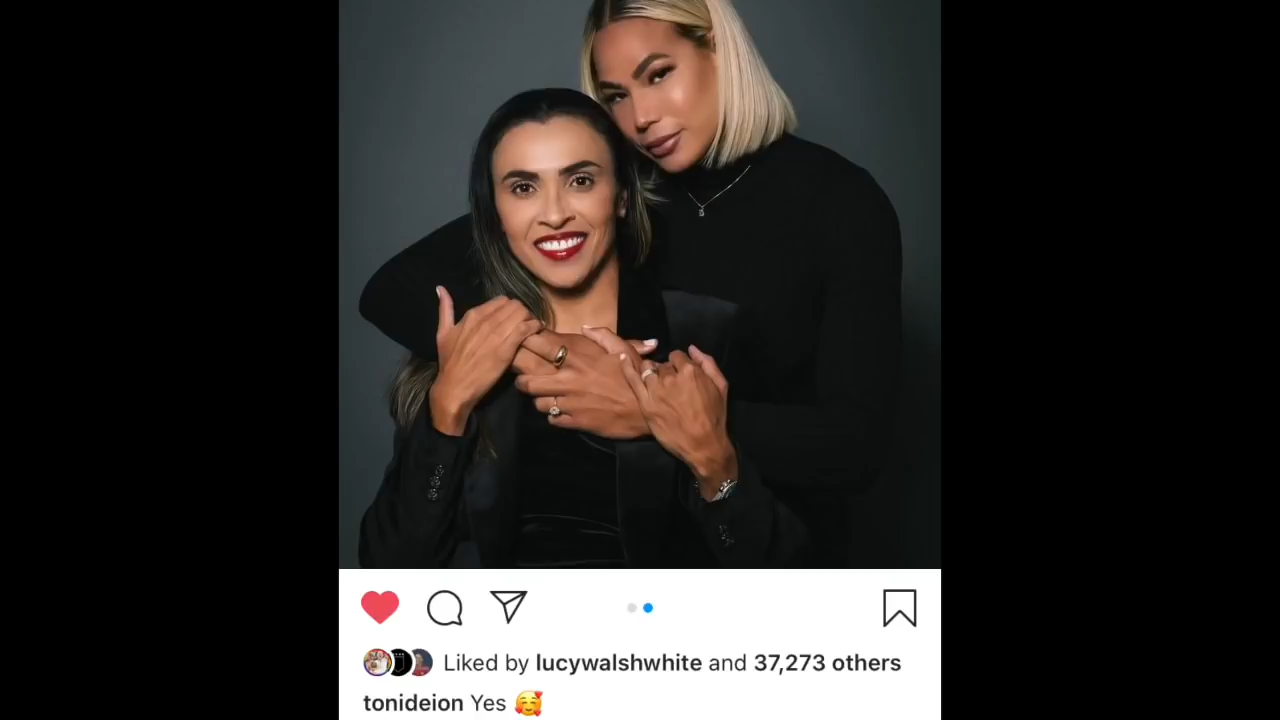 Liked by lucywalshwhite and 37,273 others
tonideion Yes 🥰